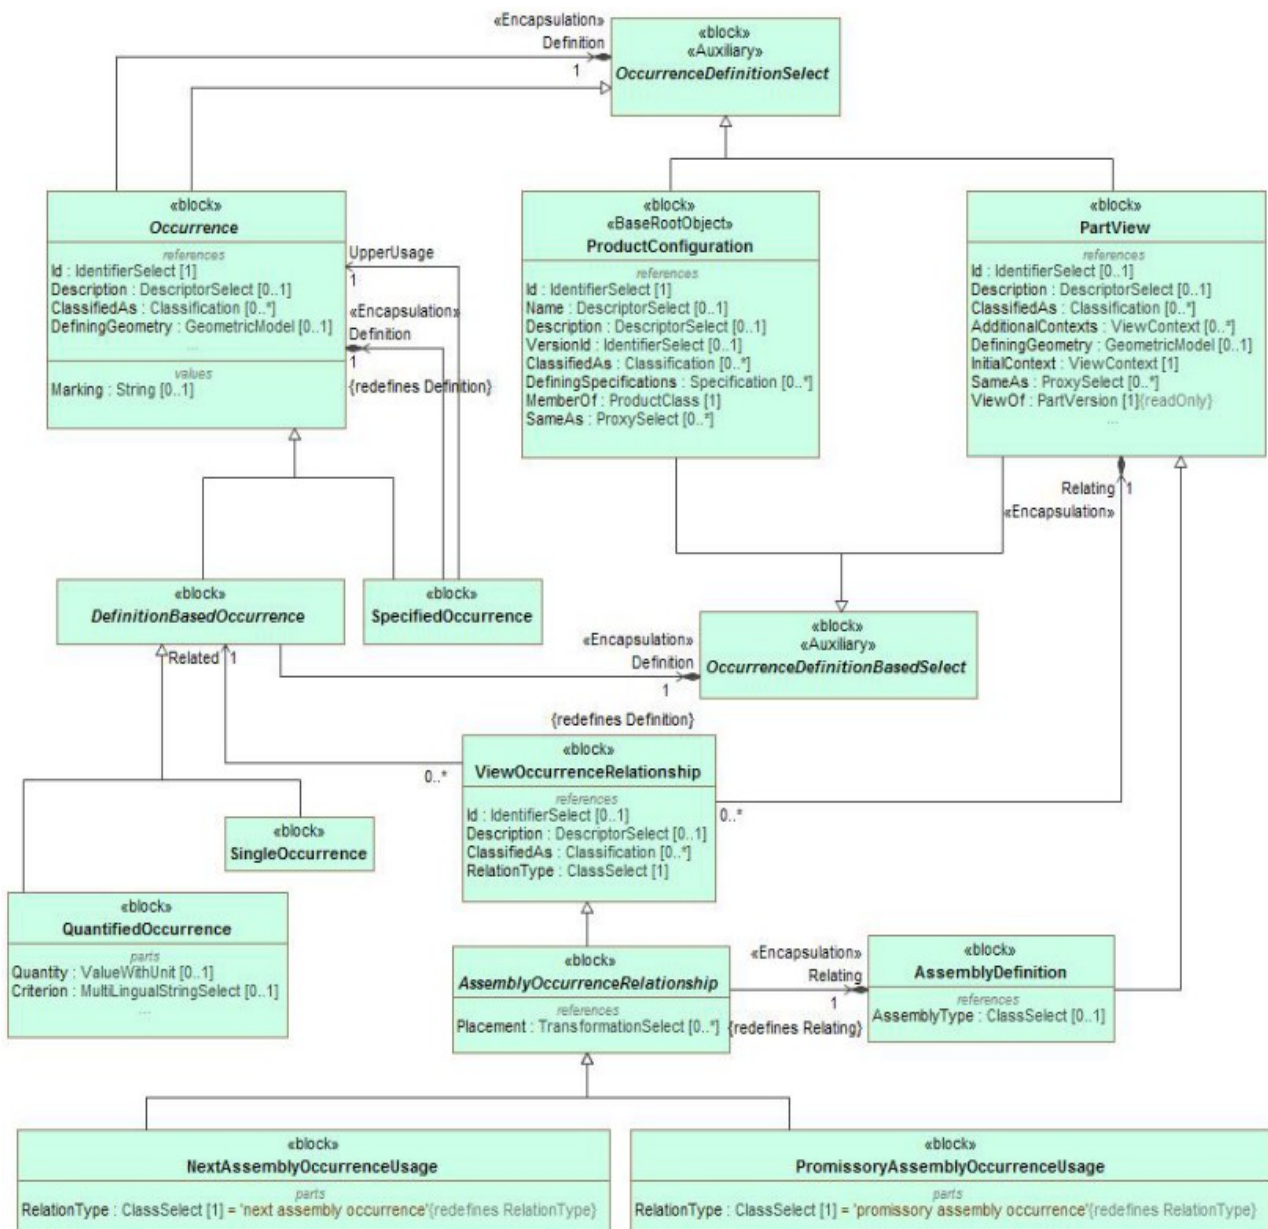 «Encapsulation»
Definition
1
«block»
«Auxiliary»
OccurrenceDefinitionSelect
«block»
Occurrence
references
Id : IdentifierSelect [1]
Description : DescriptorSelect [0..1]
ClassifiedAs : Classification [0..*]
DefiningGeometry : GeometricModel [0..1]
...
values
Marking : String [0..1]
UpperUsage
1
«Encapsulation»
Definition
1
{redefines Definition}
«block»
«BaseRootObject»
ProductConfiguration
references
Id : IdentifierSelect [1]
Name : DescriptorSelect [0..1]
Description : DescriptorSelect [0..1]
VersionId : IdentifierSelect [0..1]
ClassifiedAs : Classification [0..*]
DefiningSpecifications : Specification [0..*]
MemberOf : ProductClass [1]
SameAs : ProxySelect [0..*]
«block»
PartView
references
Id : IdentifierSelect [0..1]
Description : DescriptorSelect [0..1]
ClassifiedAs : Classification [0..*]
AdditionalContexts : ViewContext [0..*]
DefiningGeometry : GeometricModel [0..1]
InitialContext : ViewContext [1]
SameAs : ProxySelect [0..*]
ViewOf : PartVersion [1]{readOnly}
...
Relating 1
«Encapsulation»
«block»
DefinitionBasedOccurrence
«block»
SpecifiedOccurrence
Related 1
«Encapsulation»
Definition
1
{redefines Definition}
«block»
«Auxiliary»
OccurrenceDefinitionBasedSelect
«block»
ViewOccurrenceRelationship
references
Id : IdentifierSelect [0..1]
Description : DescriptorSelect [0..1]
ClassifiedAs : Classification [0..*]
RelationType : ClassSelect [1]
0..*
0..*
«block»
SingleOccurrence
«block»
QuantifiedOccurrence
parts
Quantity : ValueWithUnit [0..1]
Criterion : MultiLingualStringSelect [0..1]
...
«block»
AssemblyOccurrenceRelationship
references
Placement : TransformationSelect [0..*]
«Encapsulation»
Relating
1
{redefines Relating}
«block»
AssemblyDefinition
references
AssemblyType : ClassSelect [0..1]
«block»
NextAssemblyOccurrenceUsage
parts
RelationType : ClassSelect [1] = 'next assembly occurrence'{redefines RelationType}
«block»
PromissoryAssemblyOccurrenceUsage
parts
RelationType : ClassSelect [1] = 'promissory assembly occurrence'{redefines RelationType}